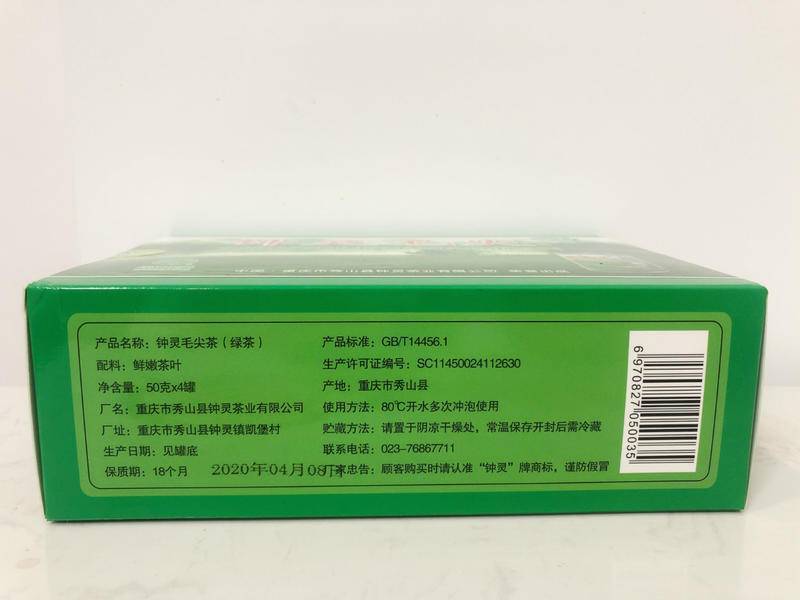 产品名称：钟灵毛尖茶（绿茶）
配料：鲜嫩茶叶
净含量：50克x4罐
厂名：重庆市秀山县钟灵茶业有限公司
厂址：重庆市秀山县钟灵镇凯堡村
生产日期：见罐底
保质期：18个月
2020年04月08日
产品标准：GB/T14456.1
生产许可证编号：SC11450024112630
产地：重庆市秀山县
使用方法：80℃开水多次冲泡使用
贮藏方法：请置于阴凉干燥处，常温保存开封后需冷藏
联系电话：023-76867711
厂家忠告：顾客购买时请认准“钟灵”牌商标，谨防假冒
6970827050035